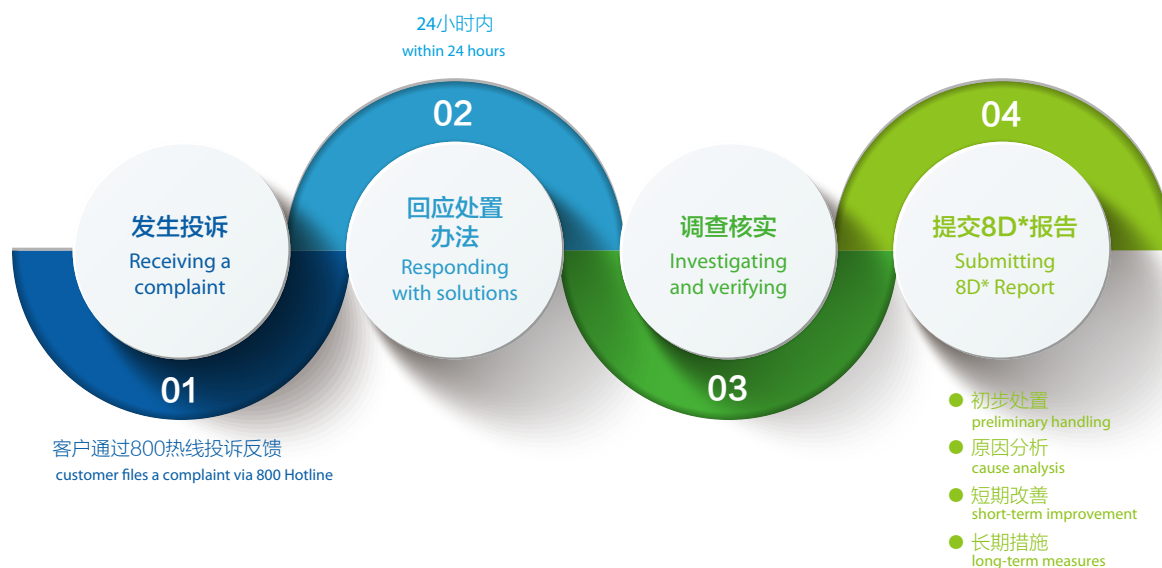 24小时内
within 24 hours
01
发生投诉
Receiving a
complaint
客户通过800热线投诉反馈
customer files a complaint via 800 Hotline
02
回应处置
办法
Responding
with solutions
03
调查核实
Investigating
and verifying
04
提交8D*报告
Submitting
8D* Report
初步处置
preliminary handling
原因分析
cause analysis
短期改善
short-term improvement
长期措施
long-term measures